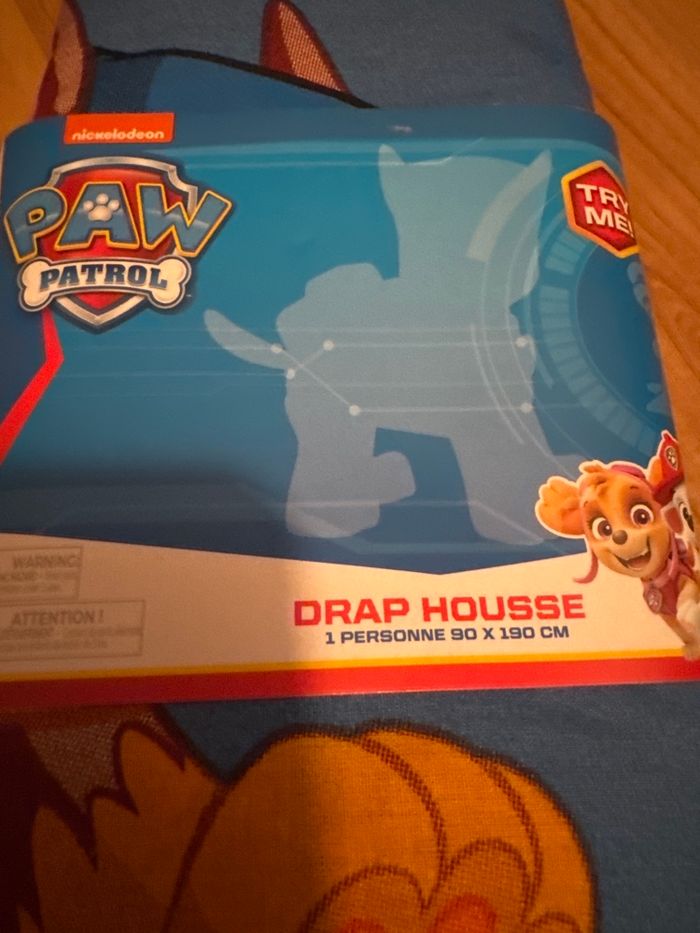 nickelodeon
PAW
PATROL
TRY
ME!
WARNING:
ATTENTION !
DRAP HOUSSE
1 PERSONNE 90 X 190 CM